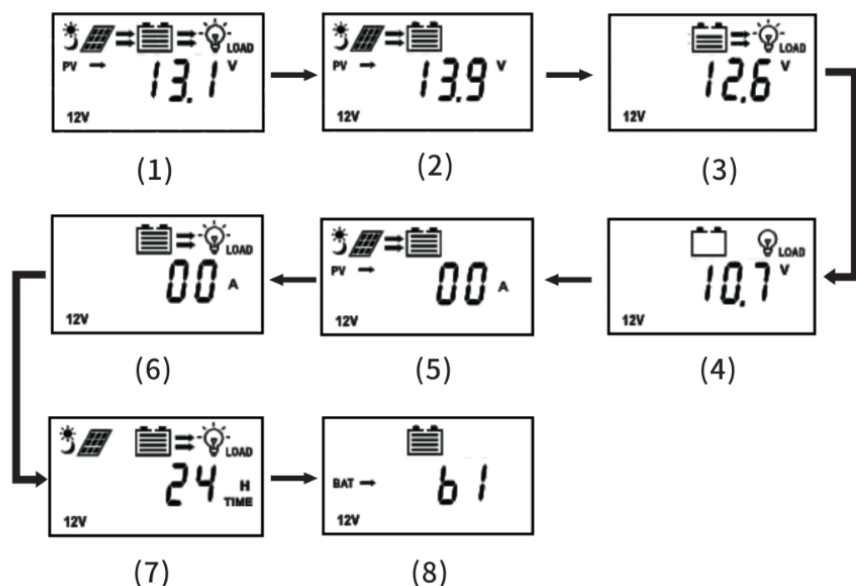 LOAD
PV 13.1 V
12V
(1)
PV 13.9 V
12V
(2)
LOAD
12.6 V
12V
(3)
LOAD
10.7 V
12V
(4)
PV 00 A
12V
(5)
LOAD
00 A
12V
(6)
LOAD
24 H
TIME
12V
(7)
BAT b1
12V
(8)